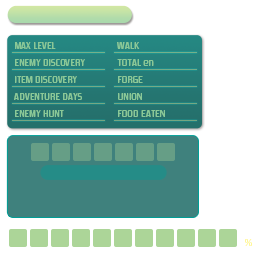 MAX LEVEL WALK
ENEMY DISCOVERY TOTAL en
ITEM DISCOVERY FORGE
ADVENTURE DAYS UNION
ENEMY HUNT FOOD EATEN